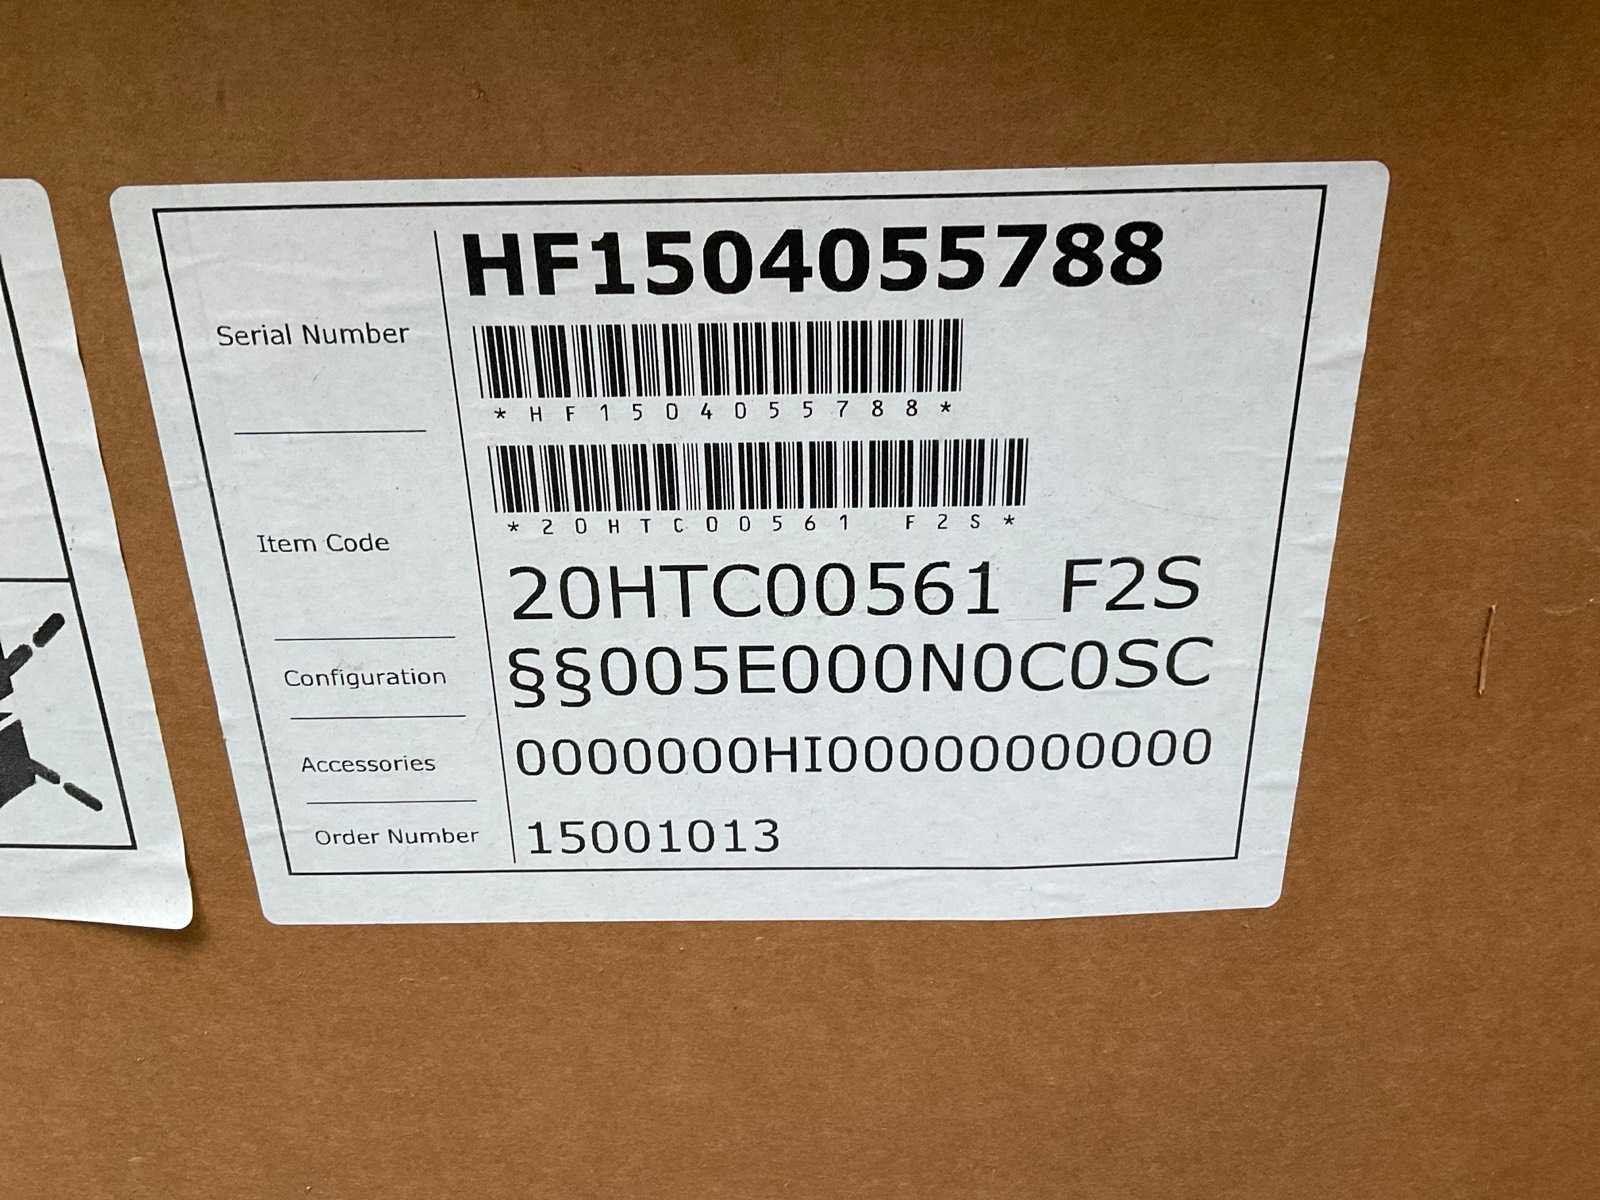 HF1504055788
Serial Number
*HF1504055788*
*20HTC00561 F2S*
Item Code
20HTC00561 F2S
Configuration §§005E000N0C0SC
Accessories 0000000HI00000000000
Order Number 15001013